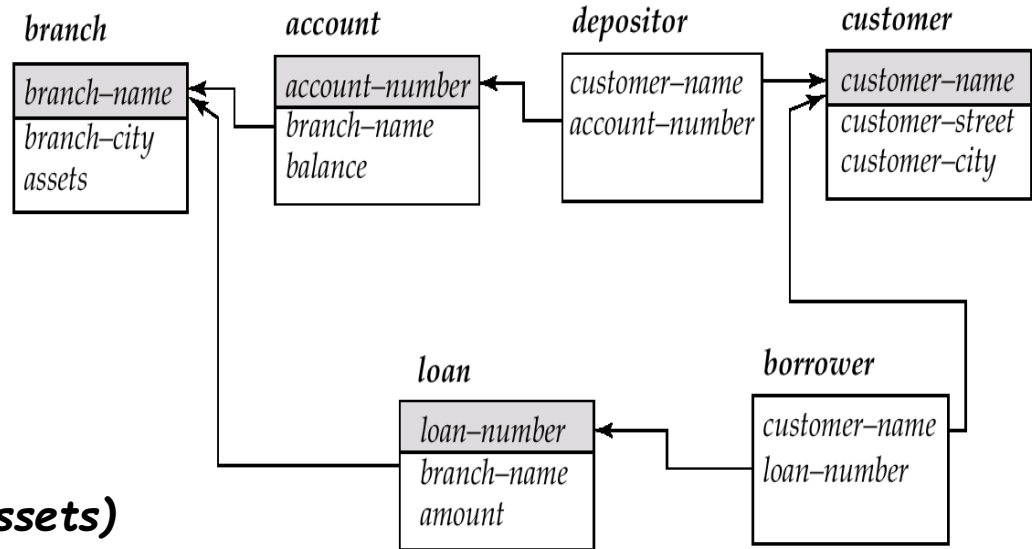 branch
branch–name
branch–city
assets
account
account–number
branch–name
balance
depositor
customer–name
account–number
customer
customer–name
customer–street
customer–city
loan
loan–number
branch–name
amount
borrower
customer–name
loan–number
ssets)